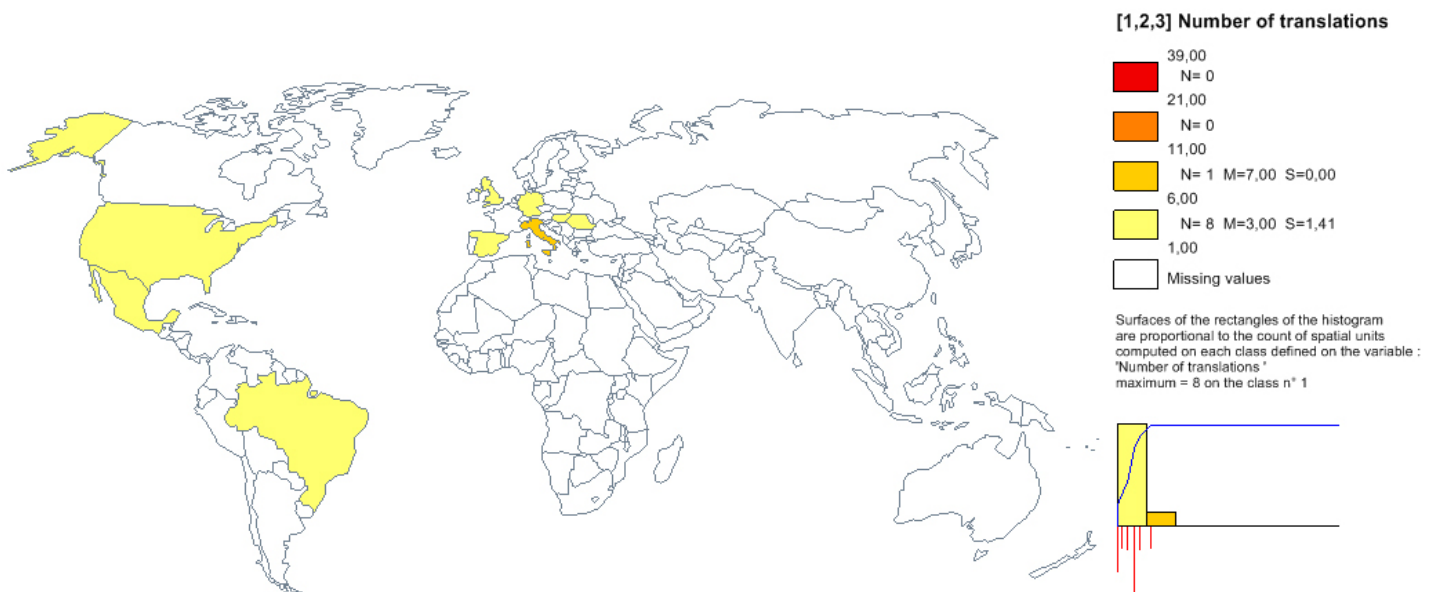 [1,2,3] Number of translations
39,00
N= 0
21,00
N= 0
11,00
N= 1 M=7,00 S=0,00
6,00
N= 8 M=3,00 S=1,41
1,00
Missing values
Surfaces of the rectangles of the histogram
are proportional to the count of spatial units
computed on each class defined on the variable :
'Number of translations '
maximum = 8 on the class n° 1